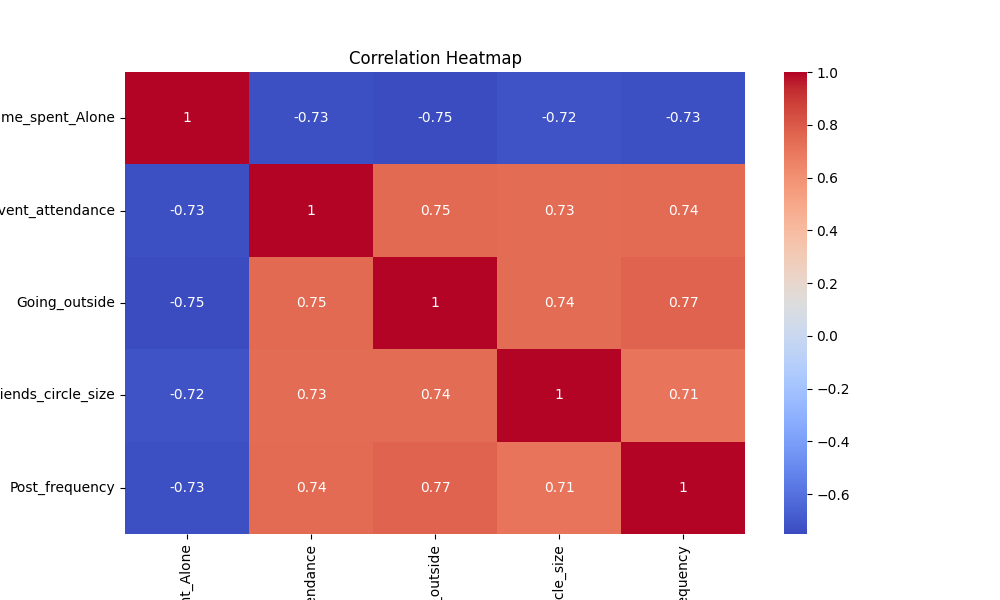 Correlation Heatmap
me_spent_Alone 1 -0.73 -0.75 -0.72 -0.73
vent_attendance -0.73 1 0.75 0.73 0.74
Going_outside -0.75 0.75 1 0.74 0.77
iends_circle_size -0.72 0.73 0.74 1 0.71
Post_frequency -0.73 0.74 0.77 0.71 1
nt_Alone endance _outside cle_size equency
1.0
0.8
0.6
0.4
0.2
0.0
−0.2
−0.4
−0.6